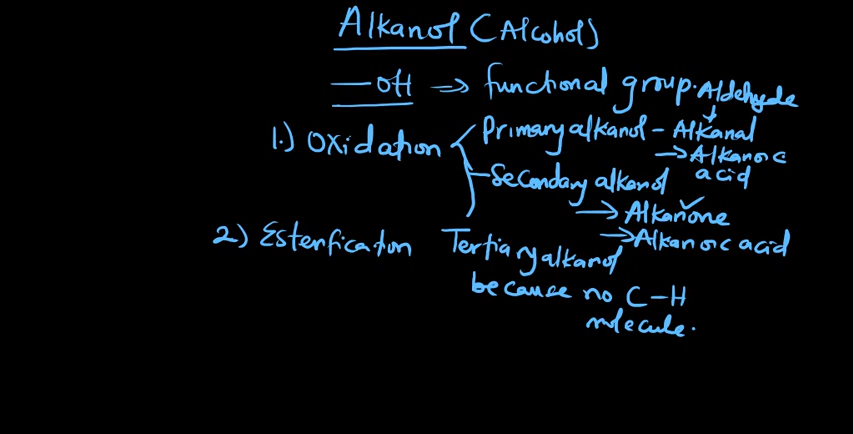 Alkanol (Alcohol)
—OH → functional group.
Aldehyde
1.) Oxidation
Primary alkanol - Alkanal
→ Alkanoic
acid
Secondary alkanol
→ Alkanone
→ Alkanoic acid
2) Esterification
Tertiary alkanol
because no C-H
molecule.